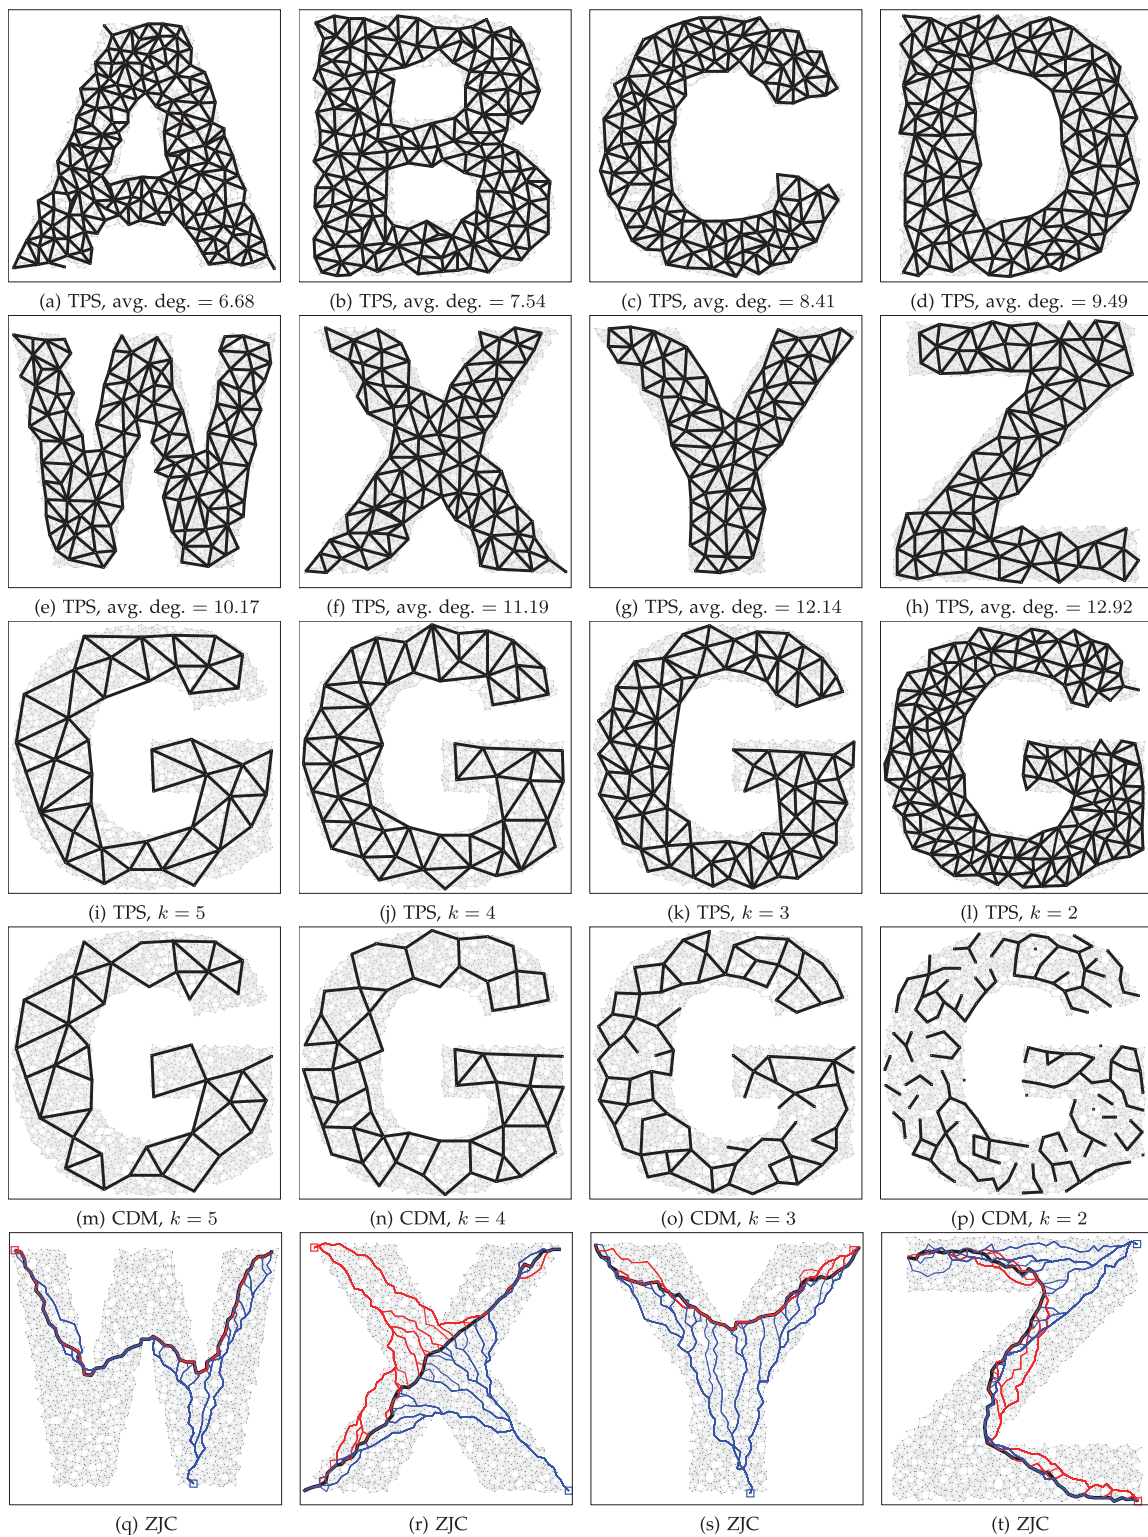 (a) TPS, avg. deg. = 6.68
(b) TPS, avg. deg. = 7.54
(c) TPS, avg. deg. = 8.41
(d) TPS, avg. deg. = 9.49
(e) TPS, avg. deg. = 10.17
(f) TPS, avg. deg. = 11.19
(g) TPS, avg. deg. = 12.14
(h) TPS, avg. deg. = 12.92
(i) TPS, k = 5
(j) TPS, k = 4
(k) TPS, k = 3
(l) TPS, k = 2
(m) CDM, k = 5
(n) CDM, k = 4
(o) CDM, k = 3
(p) CDM, k = 2
(q) ZJC
(r) ZJC
(s) ZJC
(t) ZJC